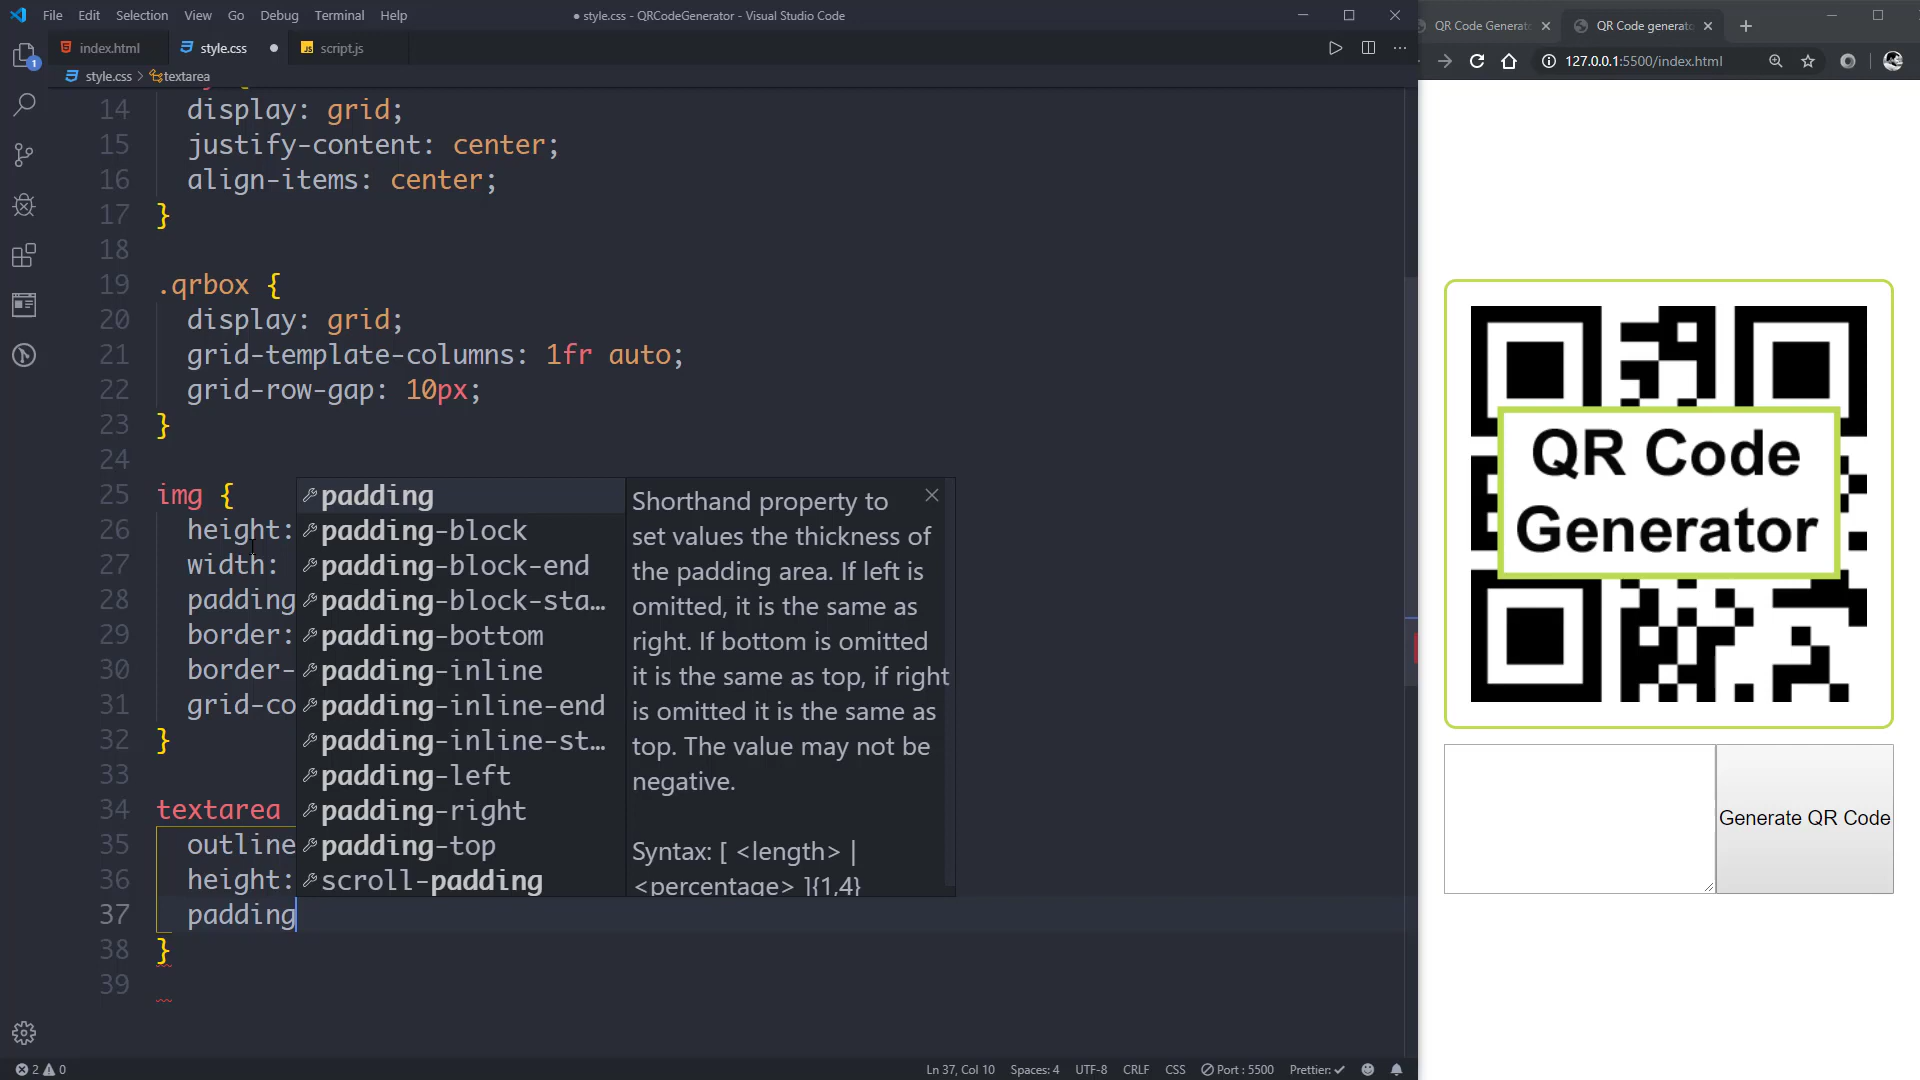 File Edit Selection View Go Debug Terminal Help
● style.css - QRCodeGenerator - Visual Studio Code
QR Code Generat
QR Code generato
index.html
style.css
script.js
127.0.0.1:5500/index.html
style.css > textarea
14 display: grid;
15 justify-content: center;
16 align-items: center;
17 }
18
19 .qrbox {
20 display: grid;
21 grid-template-columns: 1fr auto;
22 grid-row-gap: 10px;
23 }
24
25 img {
26 height:
27 width:
28 padding
29 border:
30 border-
31 grid-co
32 }
33
34 textarea
35 outline
36 height:
37 padding
38 }
39
padding
padding-block
padding-block-end
padding-block-sta…
padding-bottom
padding-inline
padding-inline-end
padding-inline-st…
padding-left
padding-right
padding-top
scroll-padding
Shorthand property to
set values the thickness of
the padding area. If left is
omitted, it is the same as
right. If bottom is omitted
it is the same as top, if right
is omitted it is the same as
top. The value may not be
negative.
Syntax: [ <length> |
<percentage> ]{1,4}
QR Code
Generator
Generate QR Code
1
2 0
Ln 37, Col 10 Spaces: 4 UTF-8 CRLF CSS Port : 5500 Prettier: ✓